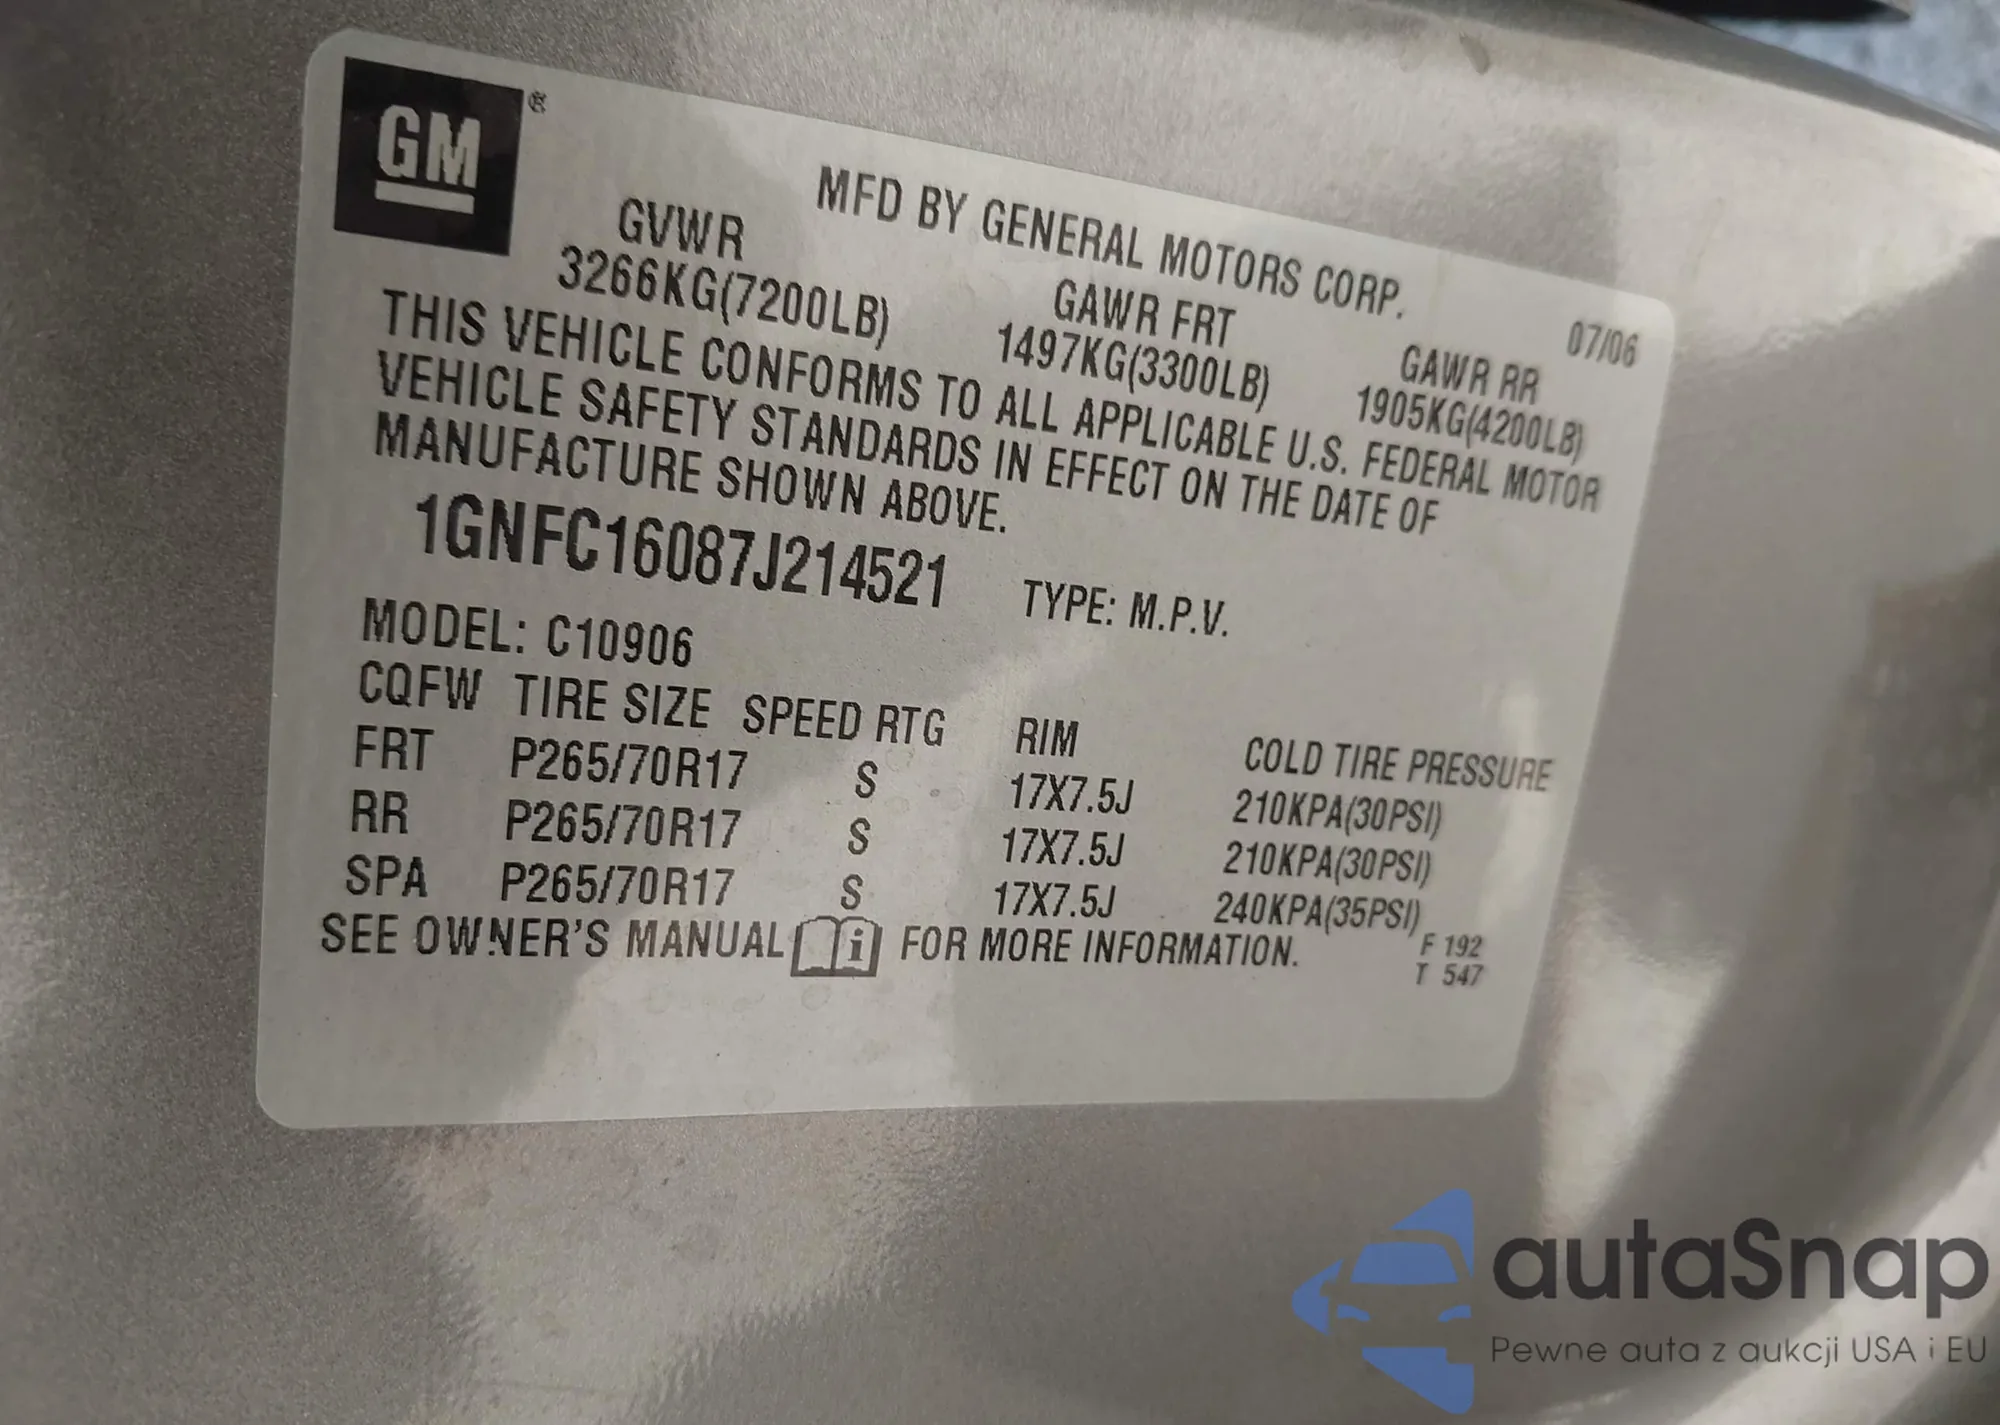 GM®
MFD BY GENERAL MOTORS CORP. 07/06
GVWR GAWR FRT GAWR RR
3266KG(7200LB) 1497KG(3300LB) 1905KG(4200LB)
THIS VEHICLE CONFORMS TO ALL APPLICABLE U.S. FEDERAL MOTOR
VEHICLE SAFETY STANDARDS IN EFFECT ON THE DATE OF
MANUFACTURE SHOWN ABOVE.
1GNFC16087J214521 TYPE: M.P.V.
MODEL: C10906
CQFW TIRE SIZE SPEED RTG RIM COLD TIRE PRESSURE
FRT P265/70R17 S 17X7.5J 210KPA(30PSI)
RR P265/70R17 S 17X7.5J 210KPA(30PSI)
SPA P265/70R17 S 17X7.5J 240KPA(35PSI)
SEE OWNER'S MANUAL i FOR MORE INFORMATION.
F 192
T 547
autaSnap
Pewne auta z aukcji USA i EU